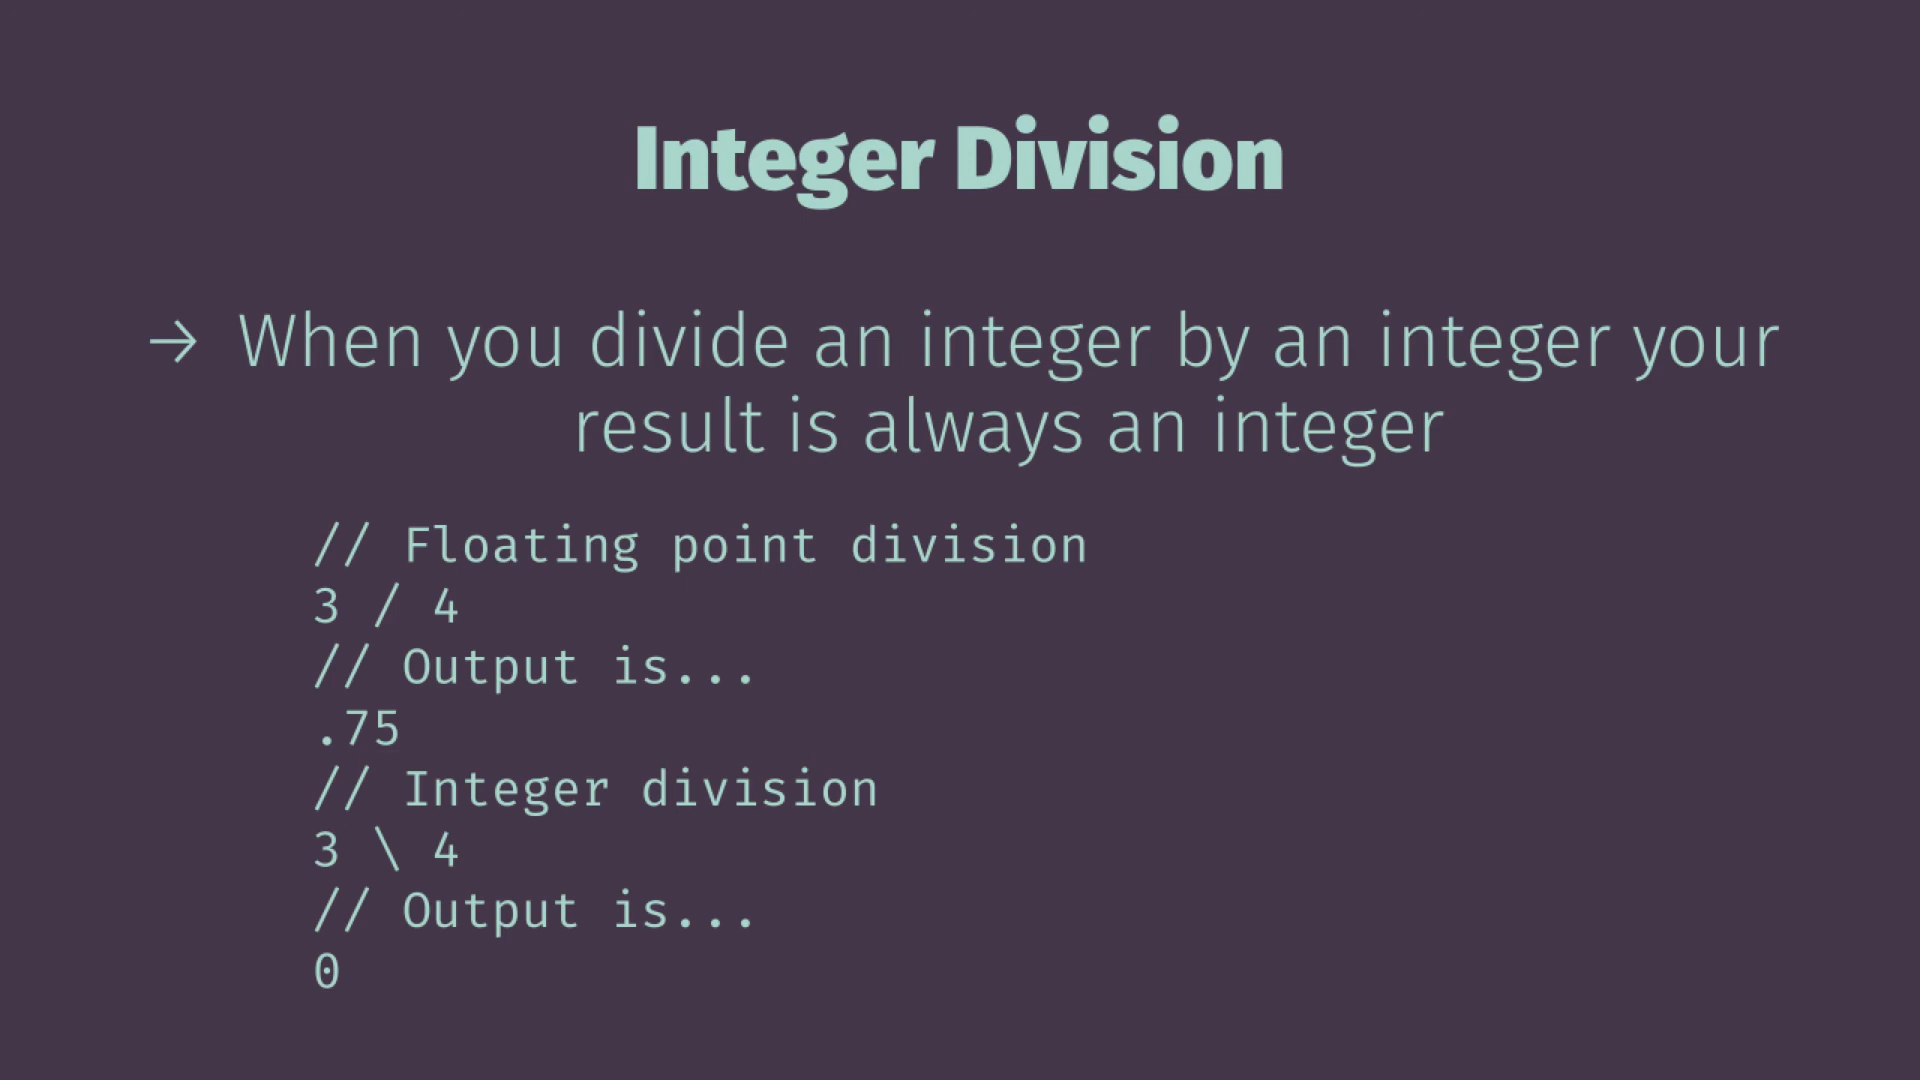 Integer Division
→ When you divide an integer by an integer your
result is always an integer
// Floating point division
3 / 4
// Output is...
.75
// Integer division
3 \ 4
// Output is...
0